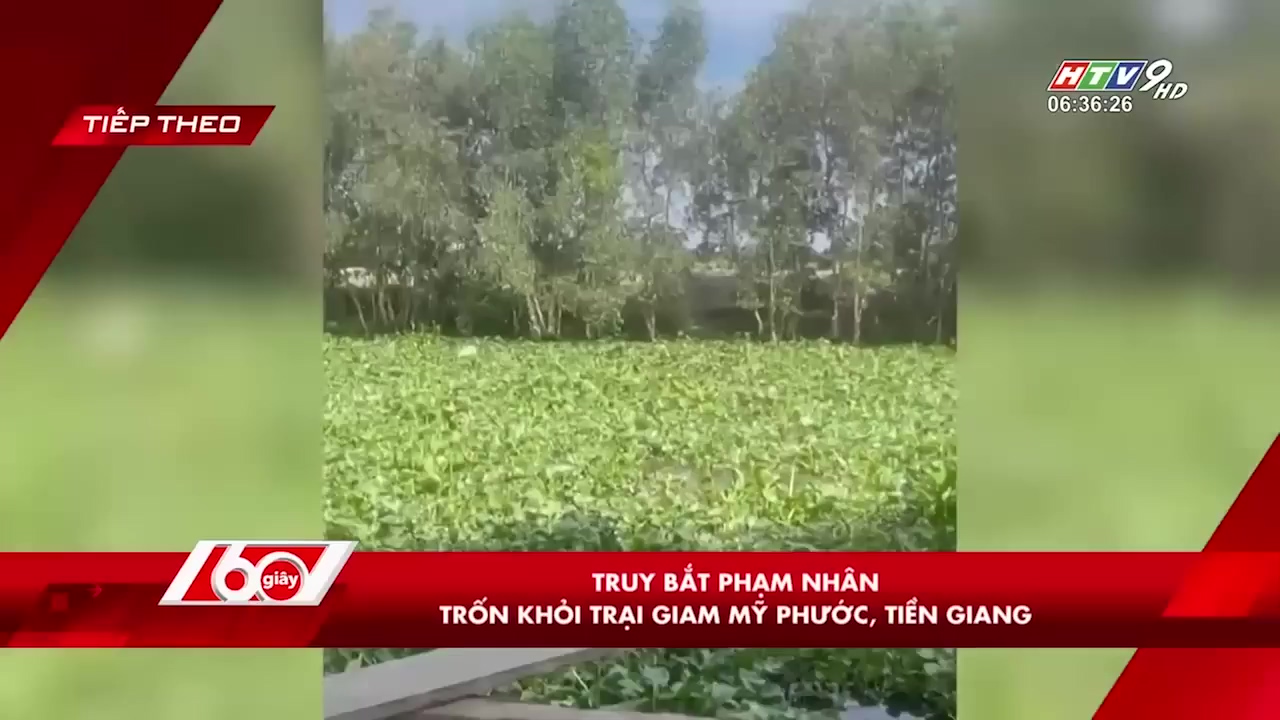 TIẾP THEO
HTV9 HD
06:36:26
60 giây
TRUY BẮT PHẠM NHÂN
TRỐN KHỎI TRẠI GIAM MỸ PHƯỚC, TIỀN GIANG